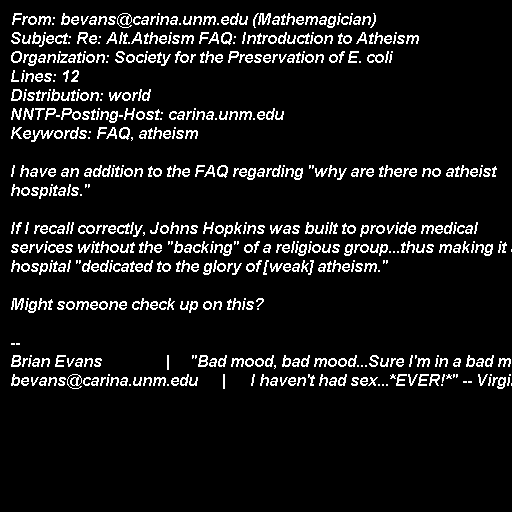 From: bevans@carina.unm.edu (Mathemagician)
Subject: Re: Alt.Atheism FAQ: Introduction to Atheism
Organization: Society for the Preservation of E. coli
Lines: 12
Distribution: world
NNTP-Posting-Host: carina.unm.edu
Keywords: FAQ, atheism
I have an addition to the FAQ regarding "why are there no atheist
hospitals."
If I recall correctly, Johns Hopkins was built to provide medical
services without the "backing" of a religious group...thus making it
hospital "dedicated to the glory of [weak] atheism."
Might someone check up on this?
--
Brian Evans | "Bad mood, bad mood...Sure I'm in a bad
bevans@carina.unm.edu | I haven't had sex...*EVER!*" --